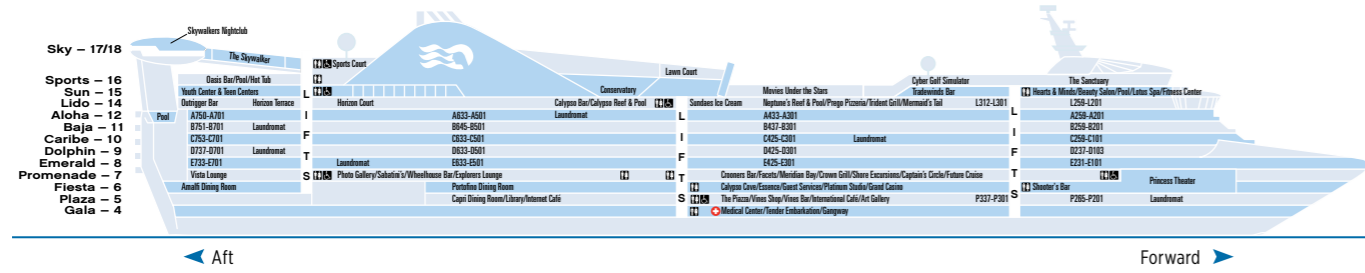 Skywalkers Nightclub
Sky – 17/18
The Skywalker
Sports Court
Lawn Court
Sports – 16
Oasis Bar/Pool/Hot Tub
Cyber Golf Simulator
The Sanctuary
Sun – 15
Youth Center & Teen Centers
Conservatory
Movies Under the Stars
Tradewinds Bar
Hearts & Minds/Beauty Salon/Pool/Lotus Spa/Fitness Center
Lido – 14
Outrigger Bar
Horizon Terrace
Horizon Court
Calypso Bar/Calypso Reef & Pool
Sundaes Ice Cream
Neptune's Reef & Pool/Prego Pizzeria/Trident Grill/Mermaid's Tail
L312-L301
L259-L201
Aloha – 12
Pool
A750-A701
A633-A501
Laundromat
A433-A301
A259-A201
Baja – 11
B751-B701
Laundromat
B645-B501
B437-B301
B259-B201
Caribe – 10
C753-C701
C633-C501
C425-C301
Laundromat
C259-C101
Dolphin – 9
D737-D701
Laundromat
D633-D501
D425-D301
D237-D103
Emerald – 8
E733-E701
Laundromat
E633-E501
E425-E301
E231-E101
Promenade – 7
Vista Lounge
Photo Gallery/Sabatini's/Wheelhouse Bar/Explorers Lounge
Crooners Bar/Facets/Meridian Bay/Crown Grill/Shore Excursions/Captain's Circle/Future Cruise
Princess Theater
Fiesta – 6
Amalfi Dining Room
Portofino Dining Room
Calypso Cove/Essence/Guest Services/Platinum Studio/Grand Casino
Shooter's Bar
Plaza – 5
Capri Dining Room/Library/Internet Café
The Piazza/Vines Shop/Vines Bar/International Café/Art Gallery
P337-P301
P265-P201
Laundromat
Gala – 4
Medical Center/Tender Embarkation/Gangway
LIFTS
LIFTS
LIFTS
Aft
Forward